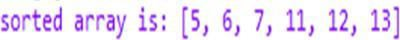 sorted array is: [5, 6, 7, 11, 12, 13]